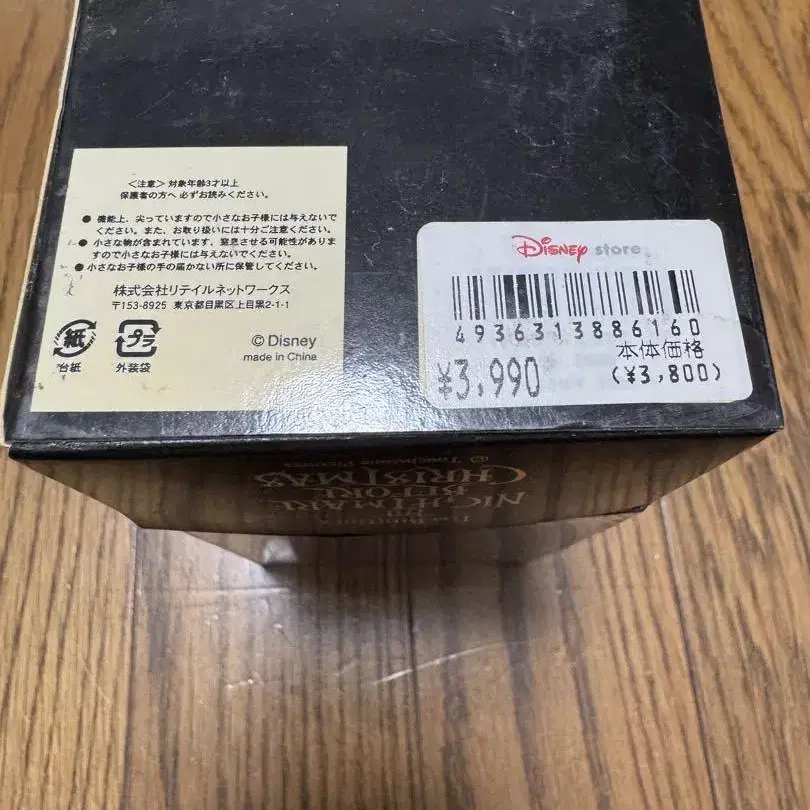 <注意> 対象年齢3才以上
保護者の方へ 必ずお読みください。
● 機能上、尖っていますので小さなお子様には与えないで
ください。また、お取り扱いには十分ご注意ください。
● 小さな物が含まれています、窒息させる可能性がありま
すので小さなお子様には与えないでください。
● 小さなお子様の手の届かない所に保管してください。
株式会社リテイルネットワークス
〒153-8925 東京都目黒区上目黒2-1-1
紙
台紙
プラ
外装袋
© Disney
made in China
Disney store
4936313886160
本体価格
¥3,990
(¥3,800)
© Touchstone Pictures
CHRISTMAS
BEFORE
NIGHTMARE
THE
Tim Burton's